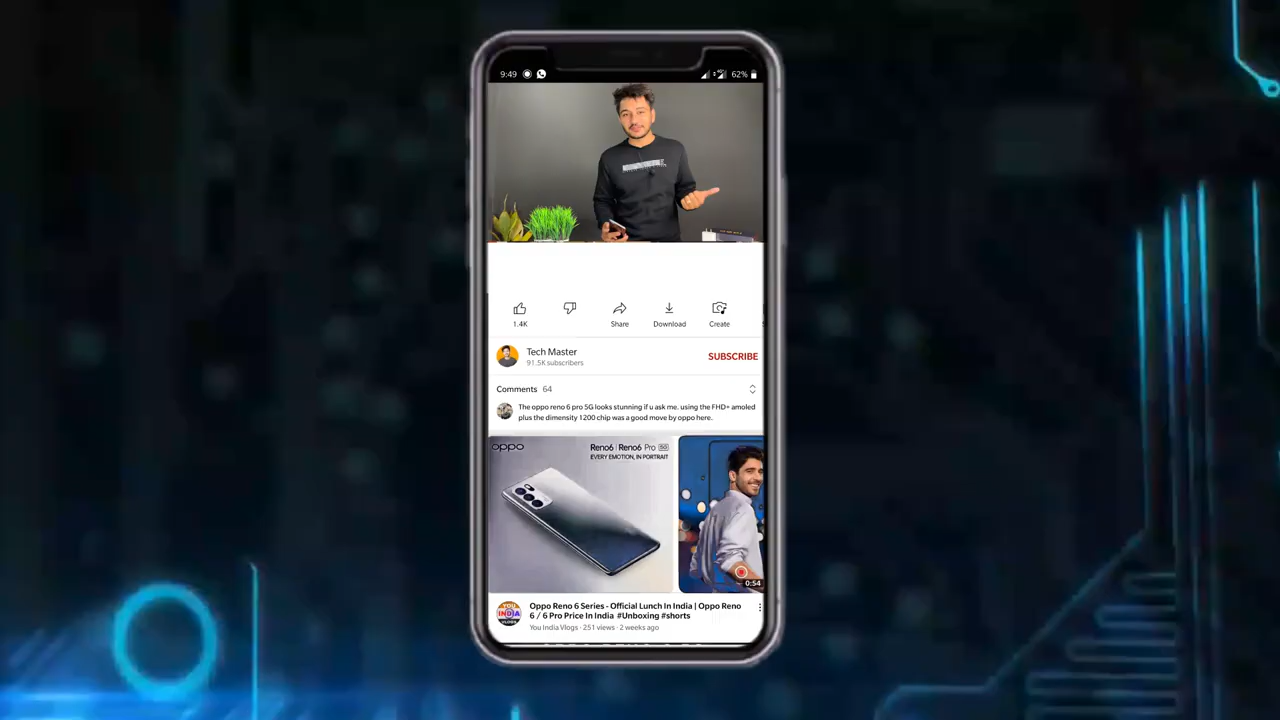 9:49
62%
1.4K
Share
Download
Create
Tech Master
91.5K subscribers
SUBSCRIBE
Comments 64
The oppo reno 6 pro 5G looks stunning if u ask me. using the FHD+ amoled
plus the dimensity 1200 chip was a good move by oppo here.
oppo
Reno6 | Reno6 Pro 5G
EVERY EMOTION, IN PORTRAIT
0:54
YOU
INDIA
VLOGS
Oppo Reno 6 Series - Official Lunch In India | Oppo Reno
6 / 6 Pro Price In India #Unboxing #shorts
You India Vlogs · 251 views · 2 weeks ago